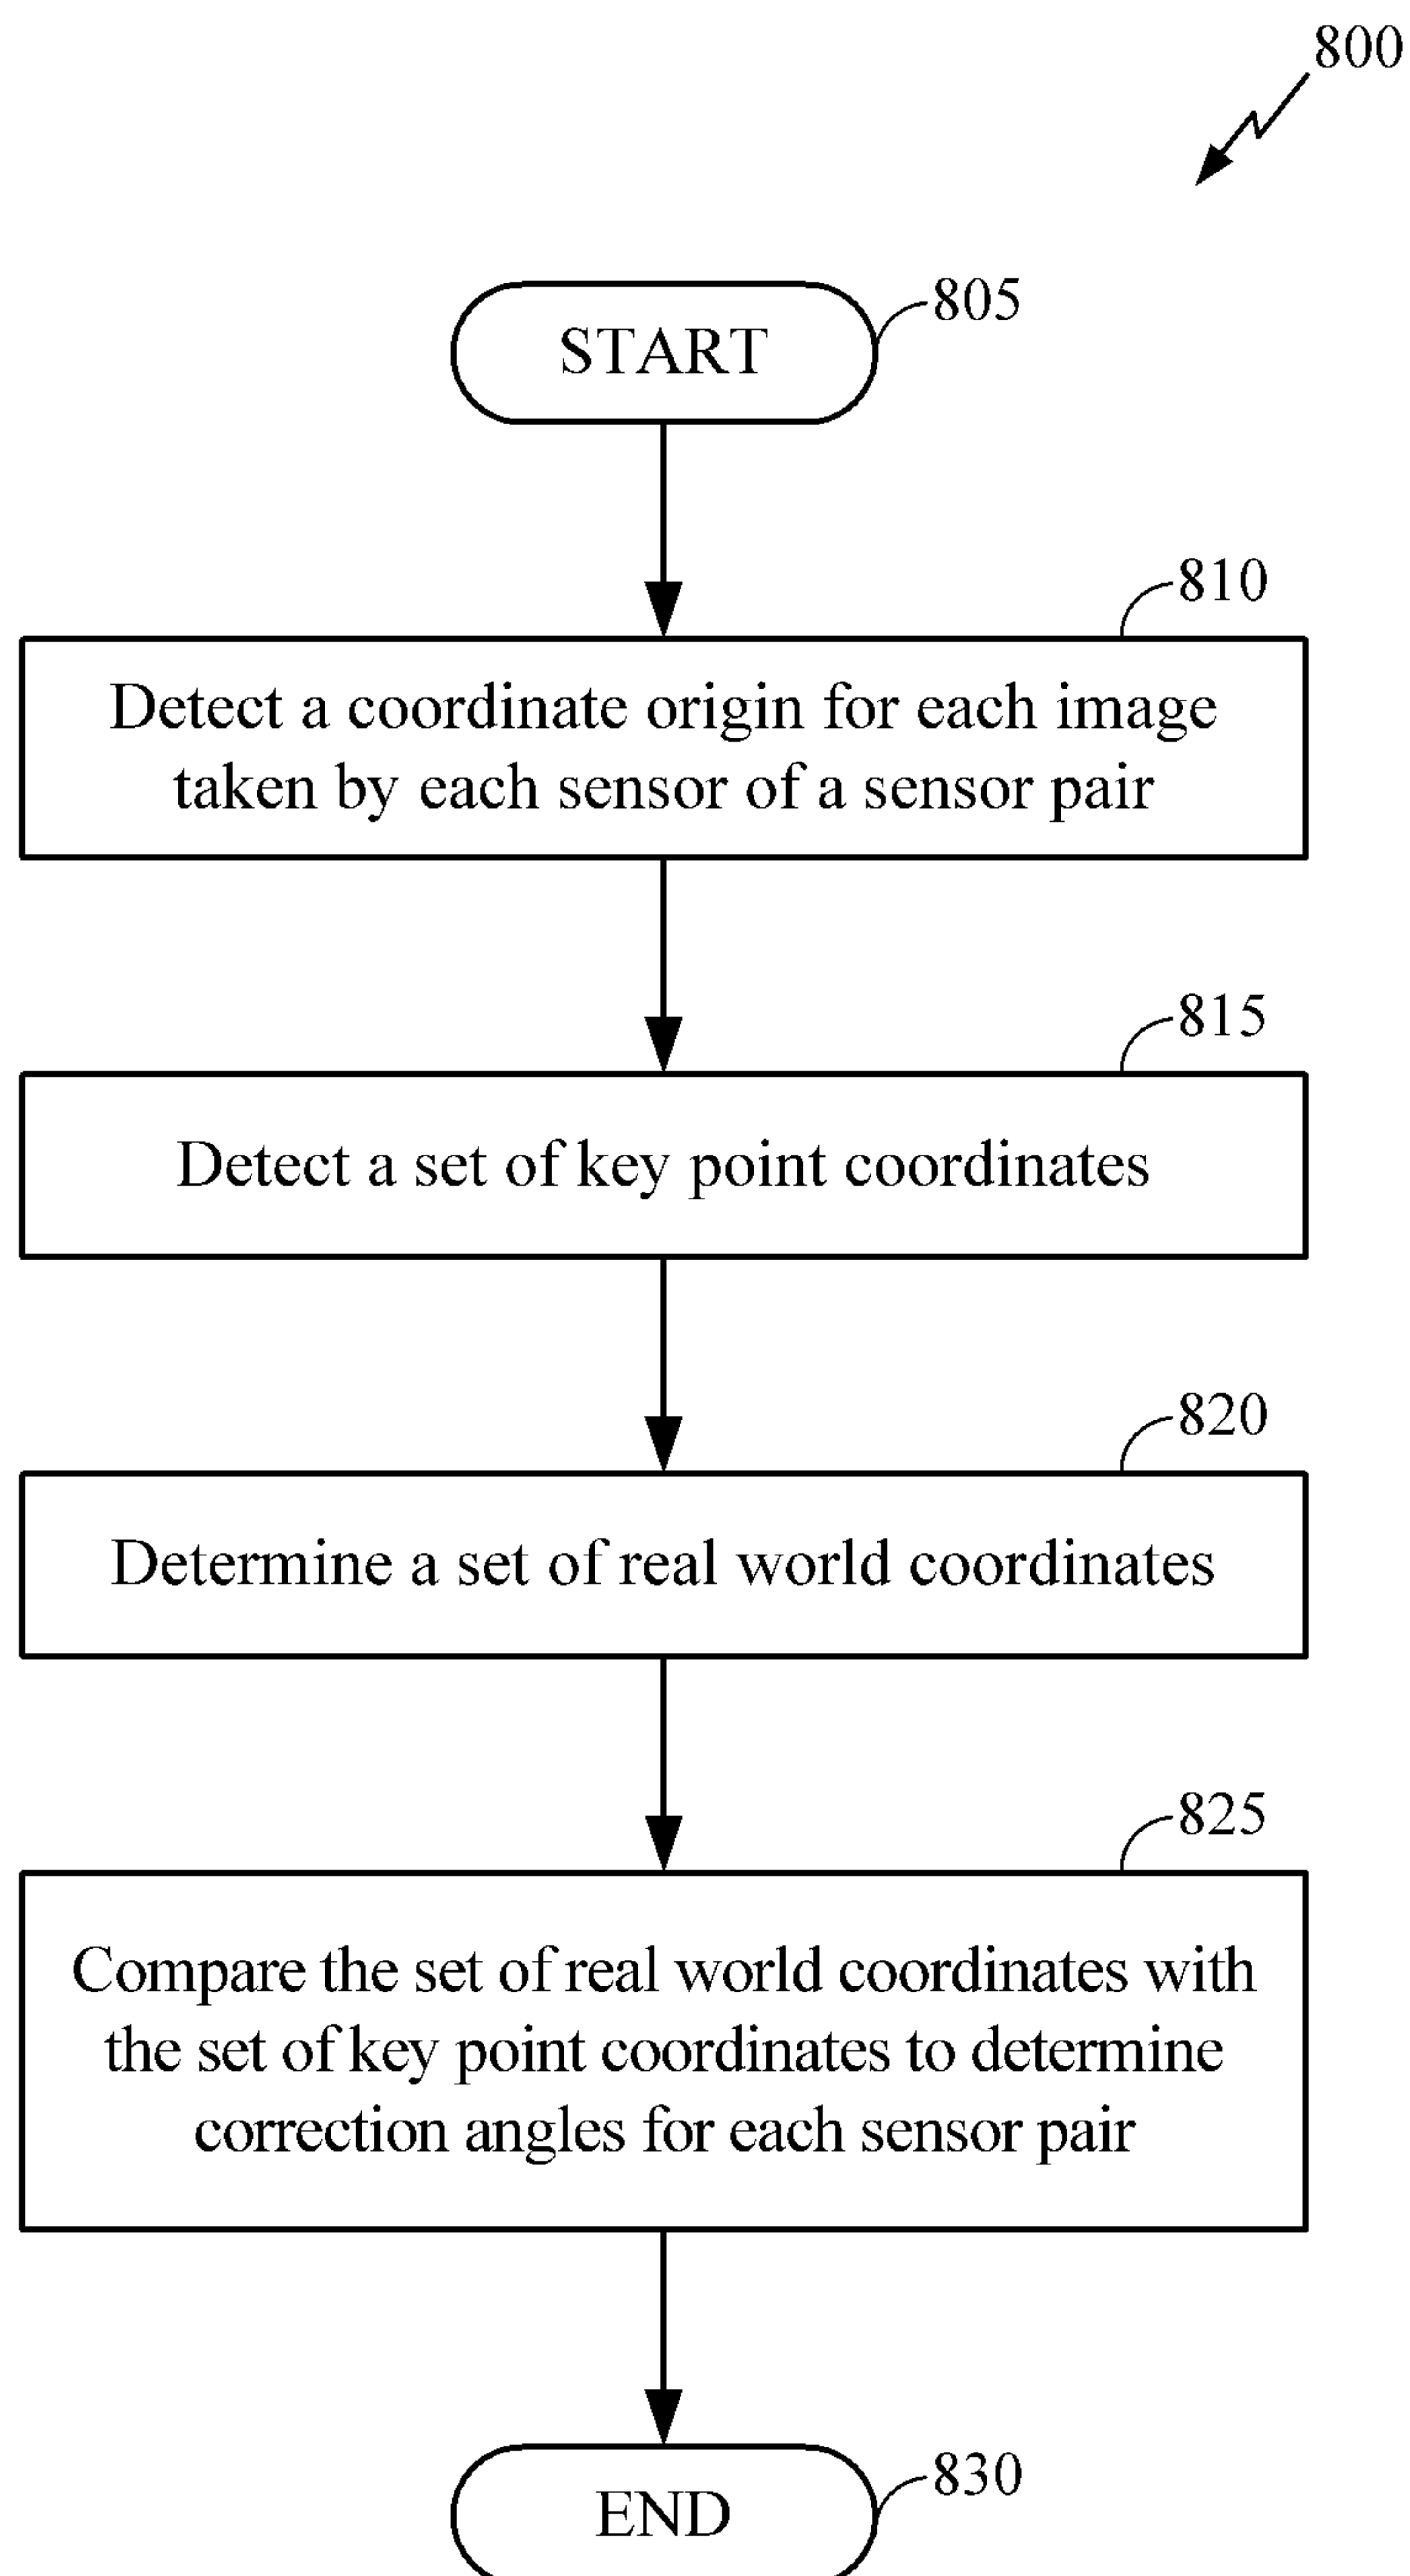 800
START
805
810
Detect a coordinate origin for each image
taken by each sensor of a sensor pair
815
Detect a set of key point coordinates
820
Determine a set of real world coordinates
825
Compare the set of real world coordinates with
the set of key point coordinates to determine
correction angles for each sensor pair
END
830